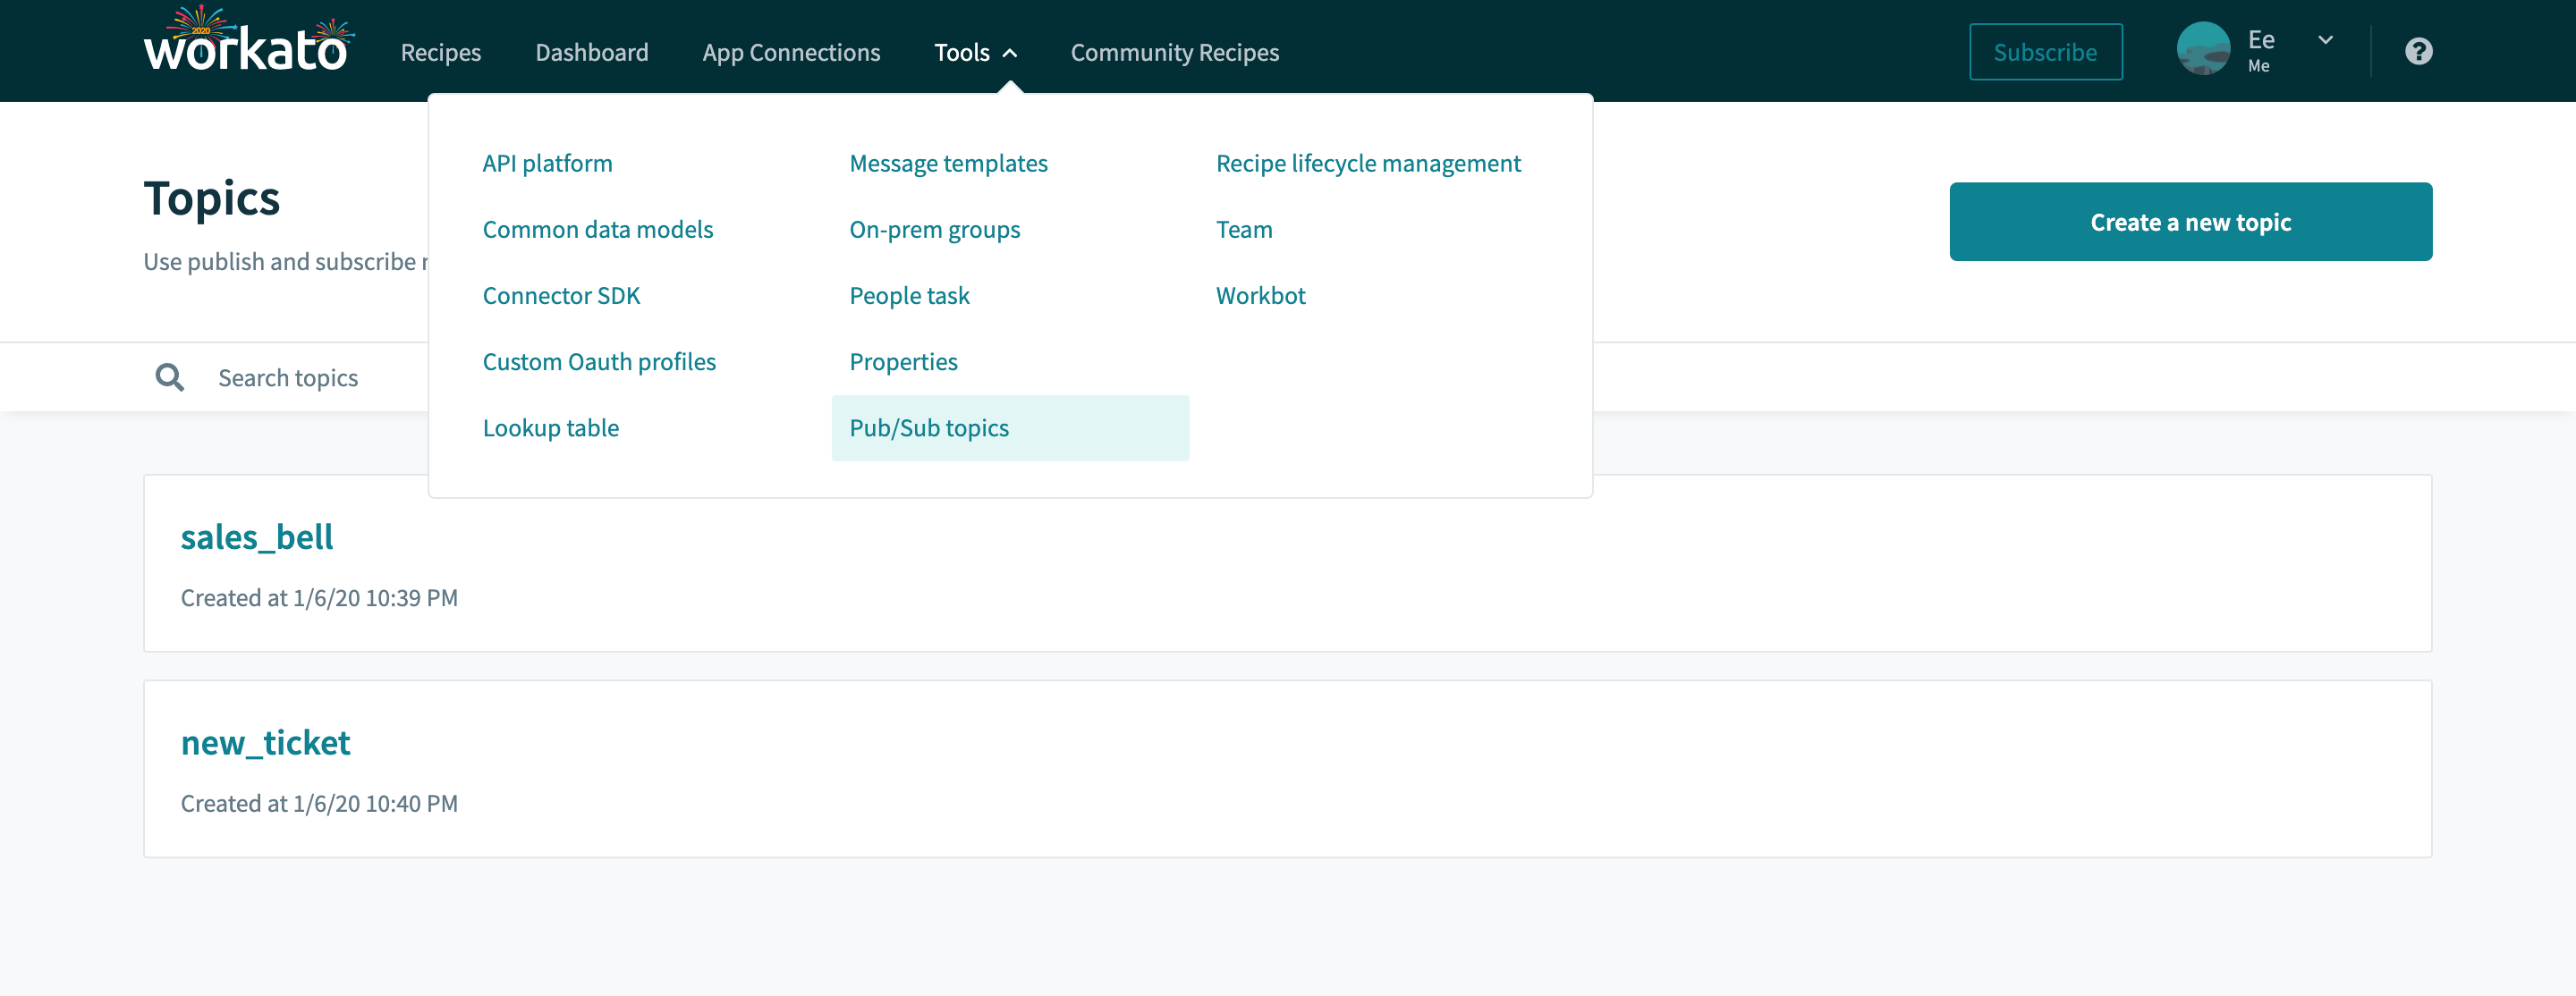 2020
workato
Recipes
Dashboard
App Connections
Tools
Community Recipes
Subscribe
Ee
Me
?
API platform
Message templates
Recipe lifecycle management
Common data models
On-prem groups
Team
Connector SDK
People task
Workbot
Custom Oauth profiles
Properties
Lookup table
Pub/Sub topics
Topics
Use publish and subscribe
Create a new topic
Search topics
sales_bell
Created at 1/6/20 10:39 PM
new_ticket
Created at 1/6/20 10:40 PM